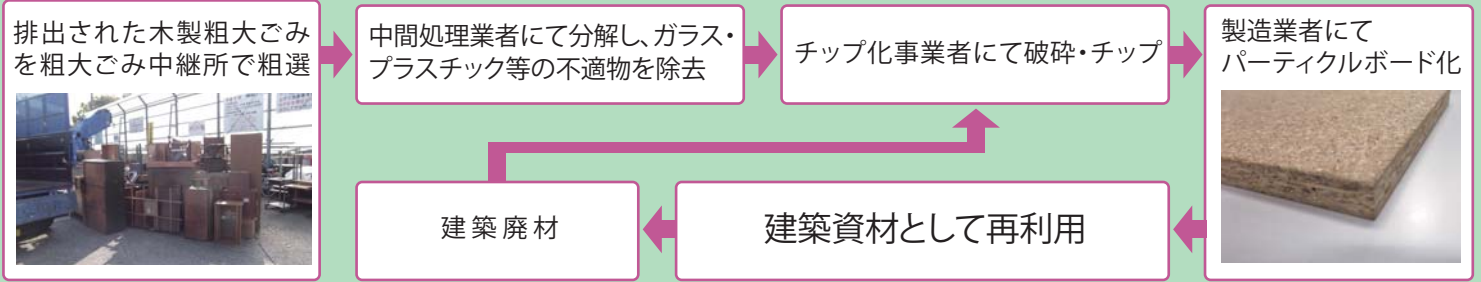 排出された木製粗大ごみ
を粗大ごみ中継所で粗選
中間処理業者にて分解し、ガラス・
プラスチック等の不適物を除去
チップ化事業者にて破砕・チップ
製造業者にて
パーティクルボード化
建築廃材
建築資材として再利用